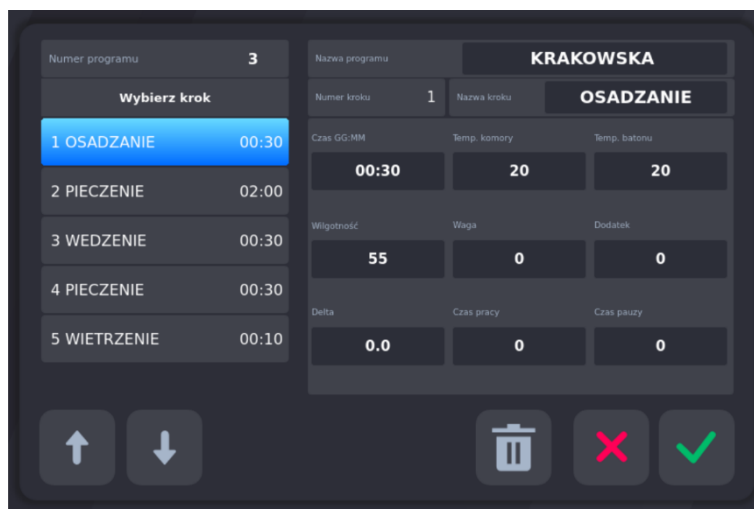 Numer programu 3
Wybierz krok
1 OSADZANIE 00:30
2 PIECZENIE 02:00
3 WEDZENIE 00:30
4 PIECZENIE 00:30
5 WIETRZENIE 00:10
Nazwa programu KRAKOWSKA
Numer kroku 1 Nazwa kroku OSADZANIE
Czas GG:MM Temp. komory Temp. batonu
00:30 20 20
Wilgotność Waga Dodatek
55 0 0
Delta Czas pracy Czas pauzy
0.0 0 0